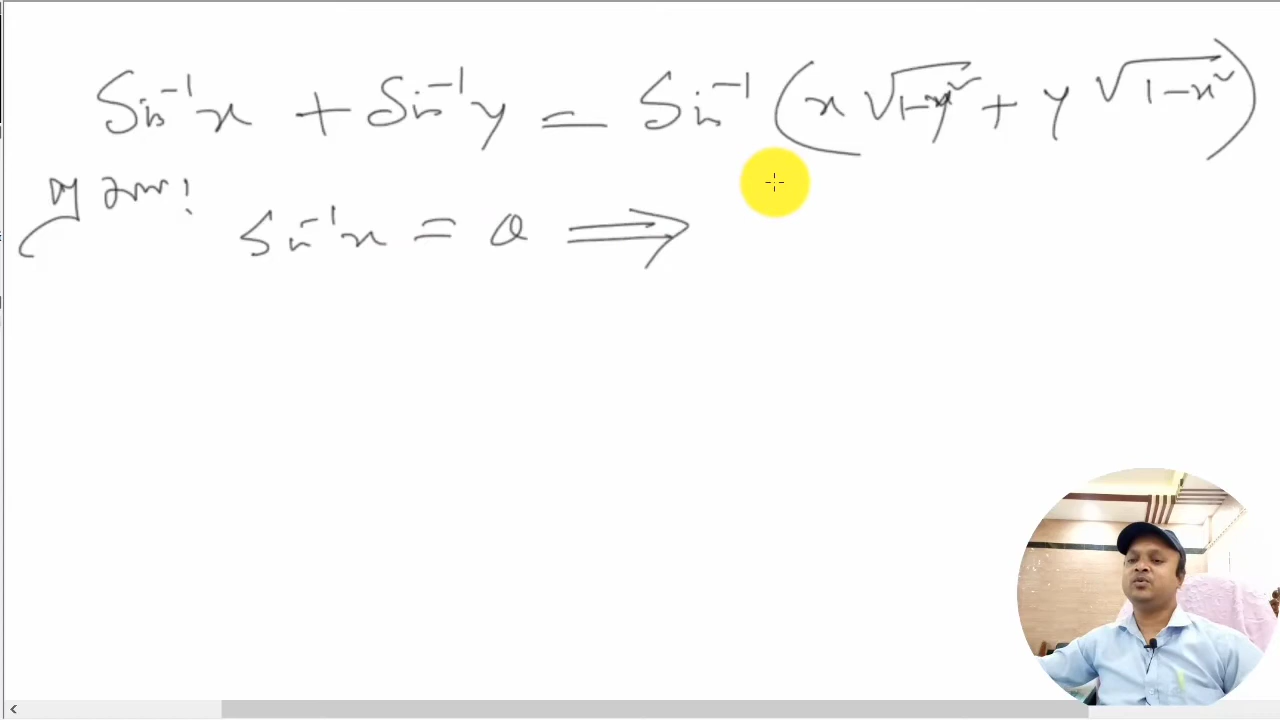 Sin⁻¹x + Sin⁻¹y = Sin⁻¹(x√1-y² + y√1-x²)
Sin⁻¹x = θ ⟹